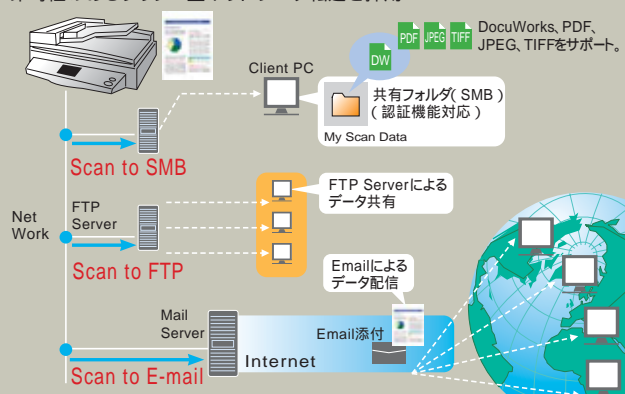 DocuWorks、PDF、
JPEG、TIFFをサポート。
PDF
JPEG
TIFF
DW
Client PC
共有フォルダ(SMB)
(認証機能対応)
My Scan Data
Scan to SMB
FTP Serverによる
データ共有
Net
Work
FTP
Server
Scan to FTP
Emailによる
データ配信
Mail
Server
Email添付
Internet
Scan to E-mail